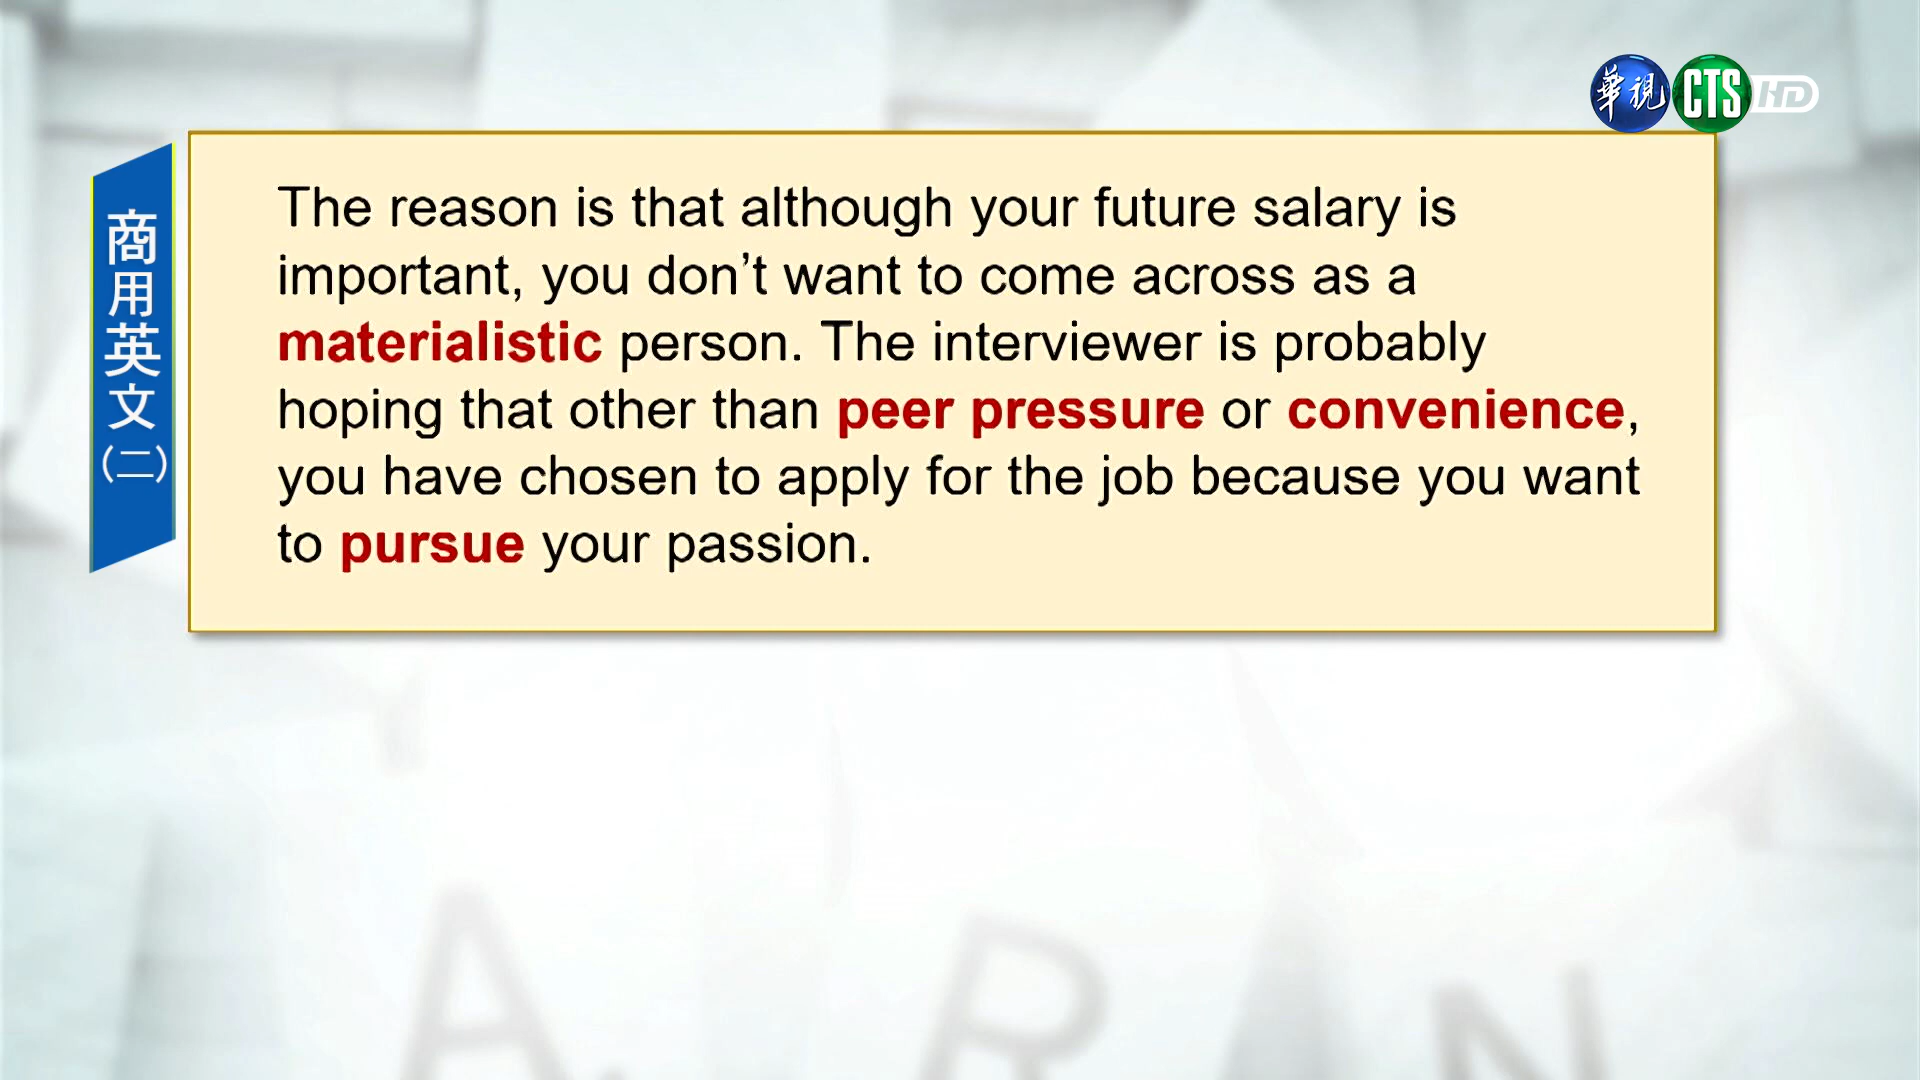 華視 CTS HD
商用英文(二)
The reason is that although your future salary is
important, you don’t want to come across as a
materialistic person. The interviewer is probably
hoping that other than peer pressure or convenience,
you have chosen to apply for the job because you want
to pursue your passion.
A R N